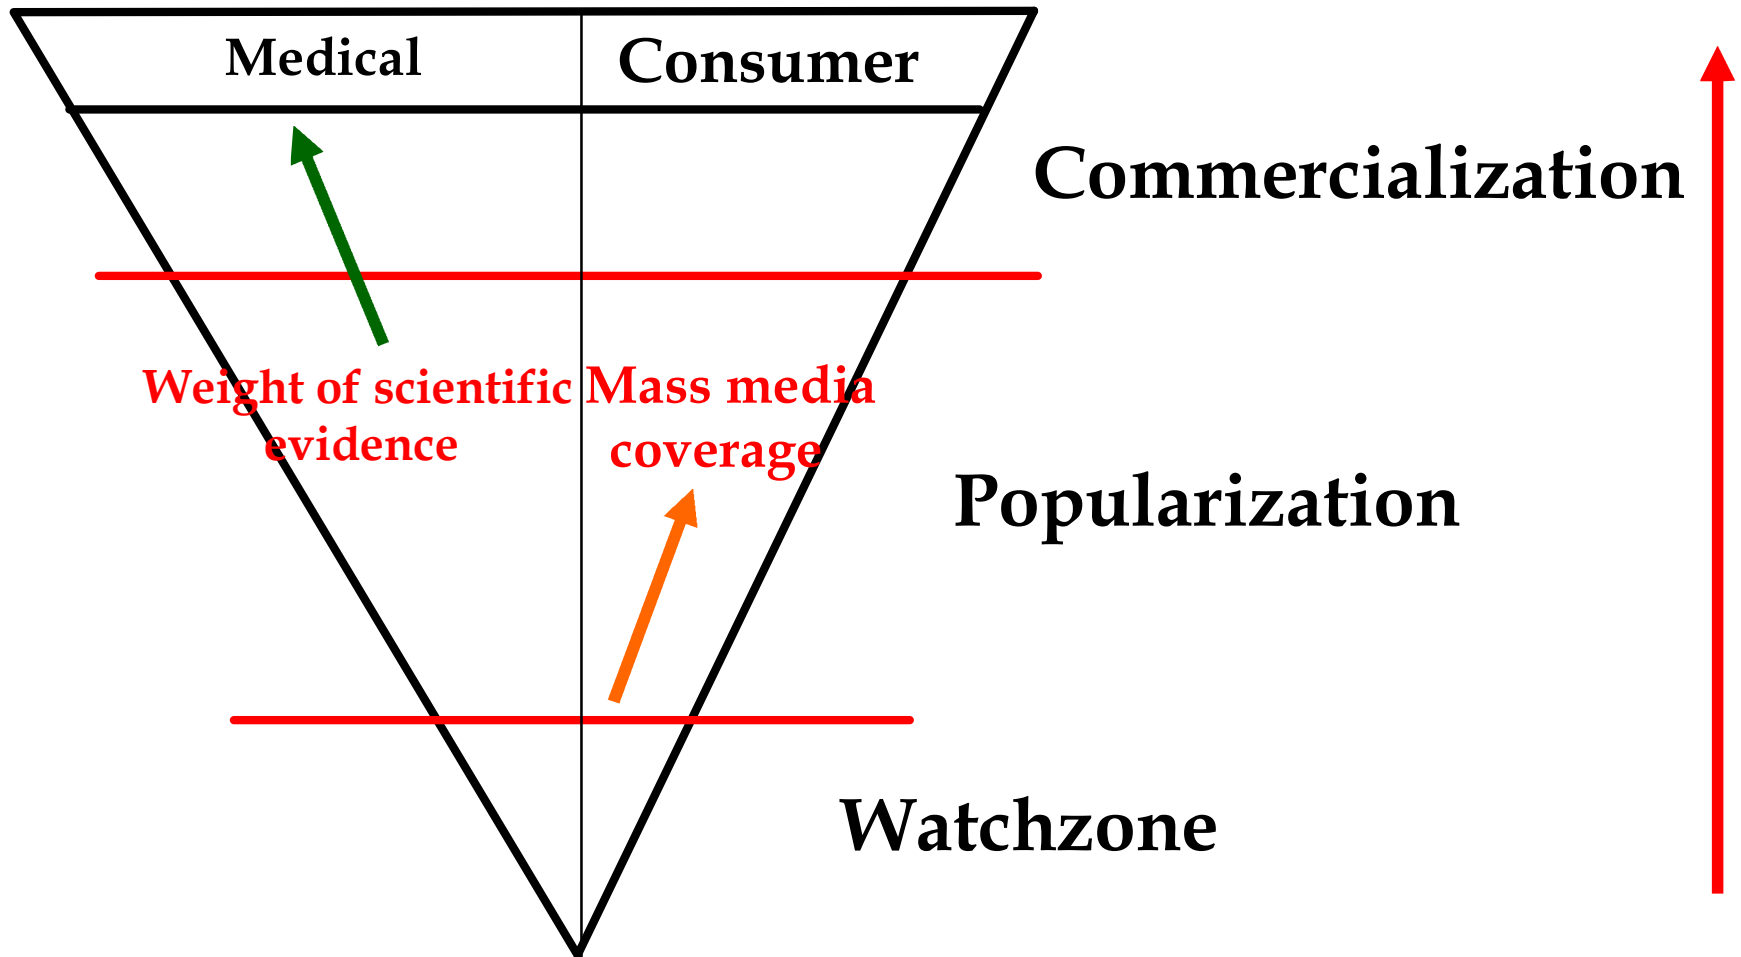 Medical
Consumer
Commercialization
Weight of scientific
evidence
Mass media
coverage
Popularization
Watchzone